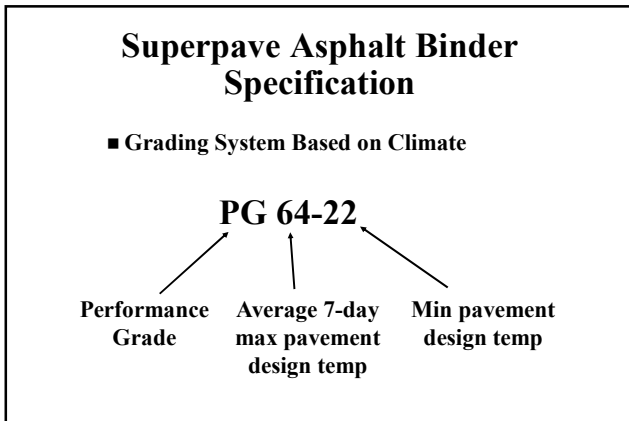 Superpave Asphalt Binder
Specification
■ Grading System Based on Climate
PG 64-22
Performance
Grade
Average 7-day
max pavement
design temp
Min pavement
design temp